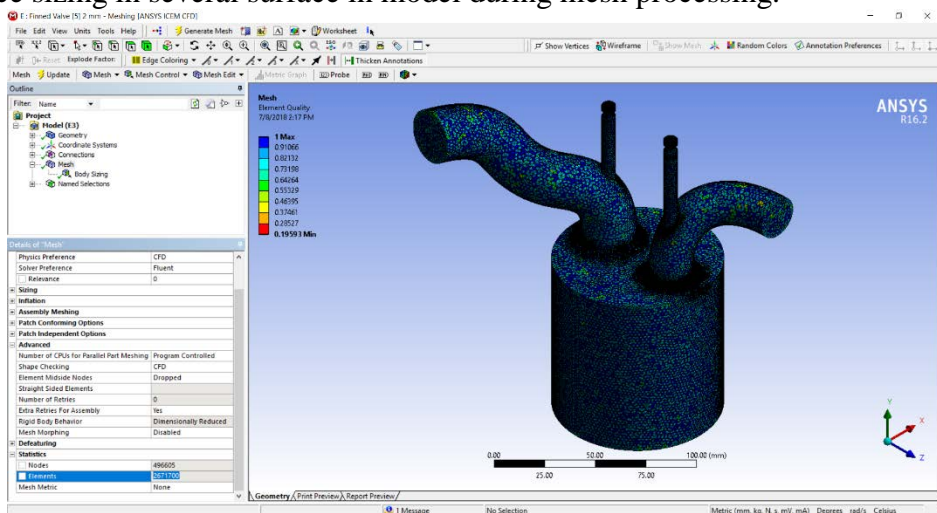 ce sizing in several surface in model during mesh processing.
E : Finned Valve [5] 2 mm - Meshing [ANSYS ICEM CFD]
File Edit View Units Tools Help Generate Mesh Worksheet
Show Vertices Wireframe Show Mesh Random Colors Annotation Preferences
Reset Explode Factor: Edge Coloring Thicken Annotations
Mesh Update Mesh Mesh Control Mesh Edit Metric Graph Probe
Outline
Filter: Name
Project
Model (E3)
Geometry
Coordinate Systems
Connections
Mesh
Body Sizing
Named Selections
Details of "Mesh"
Physics Preference CFD
Solver Preference Fluent
Relevance 0
Sizing
Inflation
Assembly Meshing
Patch Conforming Options
Patch Independent Options
Advanced
Number of CPUs for Parallel Part Meshing Program Controlled
Shape Checking CFD
Element Midside Nodes Dropped
Straight Sided Elements
Number of Retries 0
Extra Retries For Assembly Yes
Rigid Body Behavior Dimensionally Reduced
Mesh Morphing Disabled
Defeaturing
Statistics
Nodes 496605
Elements 2671700
Mesh Metric None
Mesh
Element Quality
7/8/2018 2:17 PM
1 Max
0.91066
0.82132
0.73198
0.64264
0.55329
0.46395
0.37461
0.28527
0.19593 Min
ANSYS
R16.2
0.00 50.00 100.00 (mm)
25.00 75.00
Y
X
Z
Geometry Print Preview Report Preview
1 Message No Selection Metric (mm, kg, N, s, mV, mA) Degrees rad/s Celsius